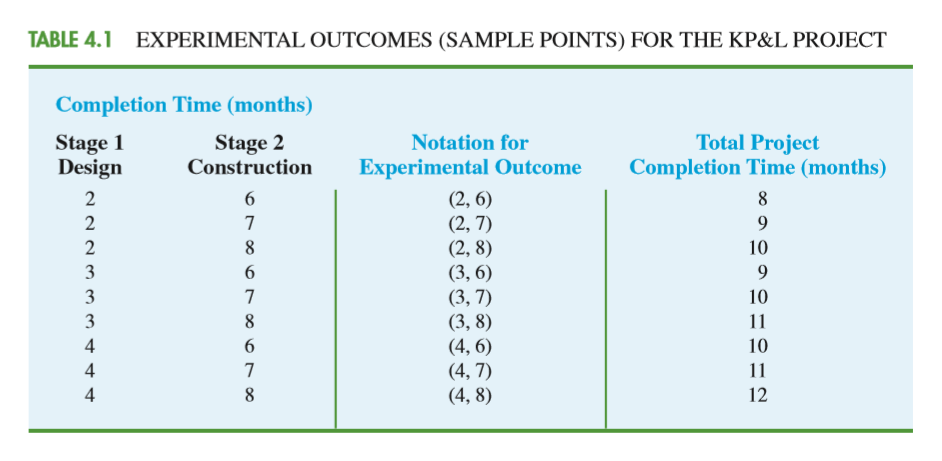 TABLE 4.1 EXPERIMENTAL OUTCOMES (SAMPLE POINTS) FOR THE KP&L PROJECT
Completion Time (months)
Stage 1 Stage 2 Notation for Total Project
Design Construction Experimental Outcome Completion Time (months)
2 6 (2, 6) 8
2 7 (2, 7) 9
2 8 (2, 8) 10
3 6 (3, 6) 9
3 7 (3, 7) 10
3 8 (3, 8) 11
4 6 (4, 6) 10
4 7 (4, 7) 11
4 8 (4, 8) 12